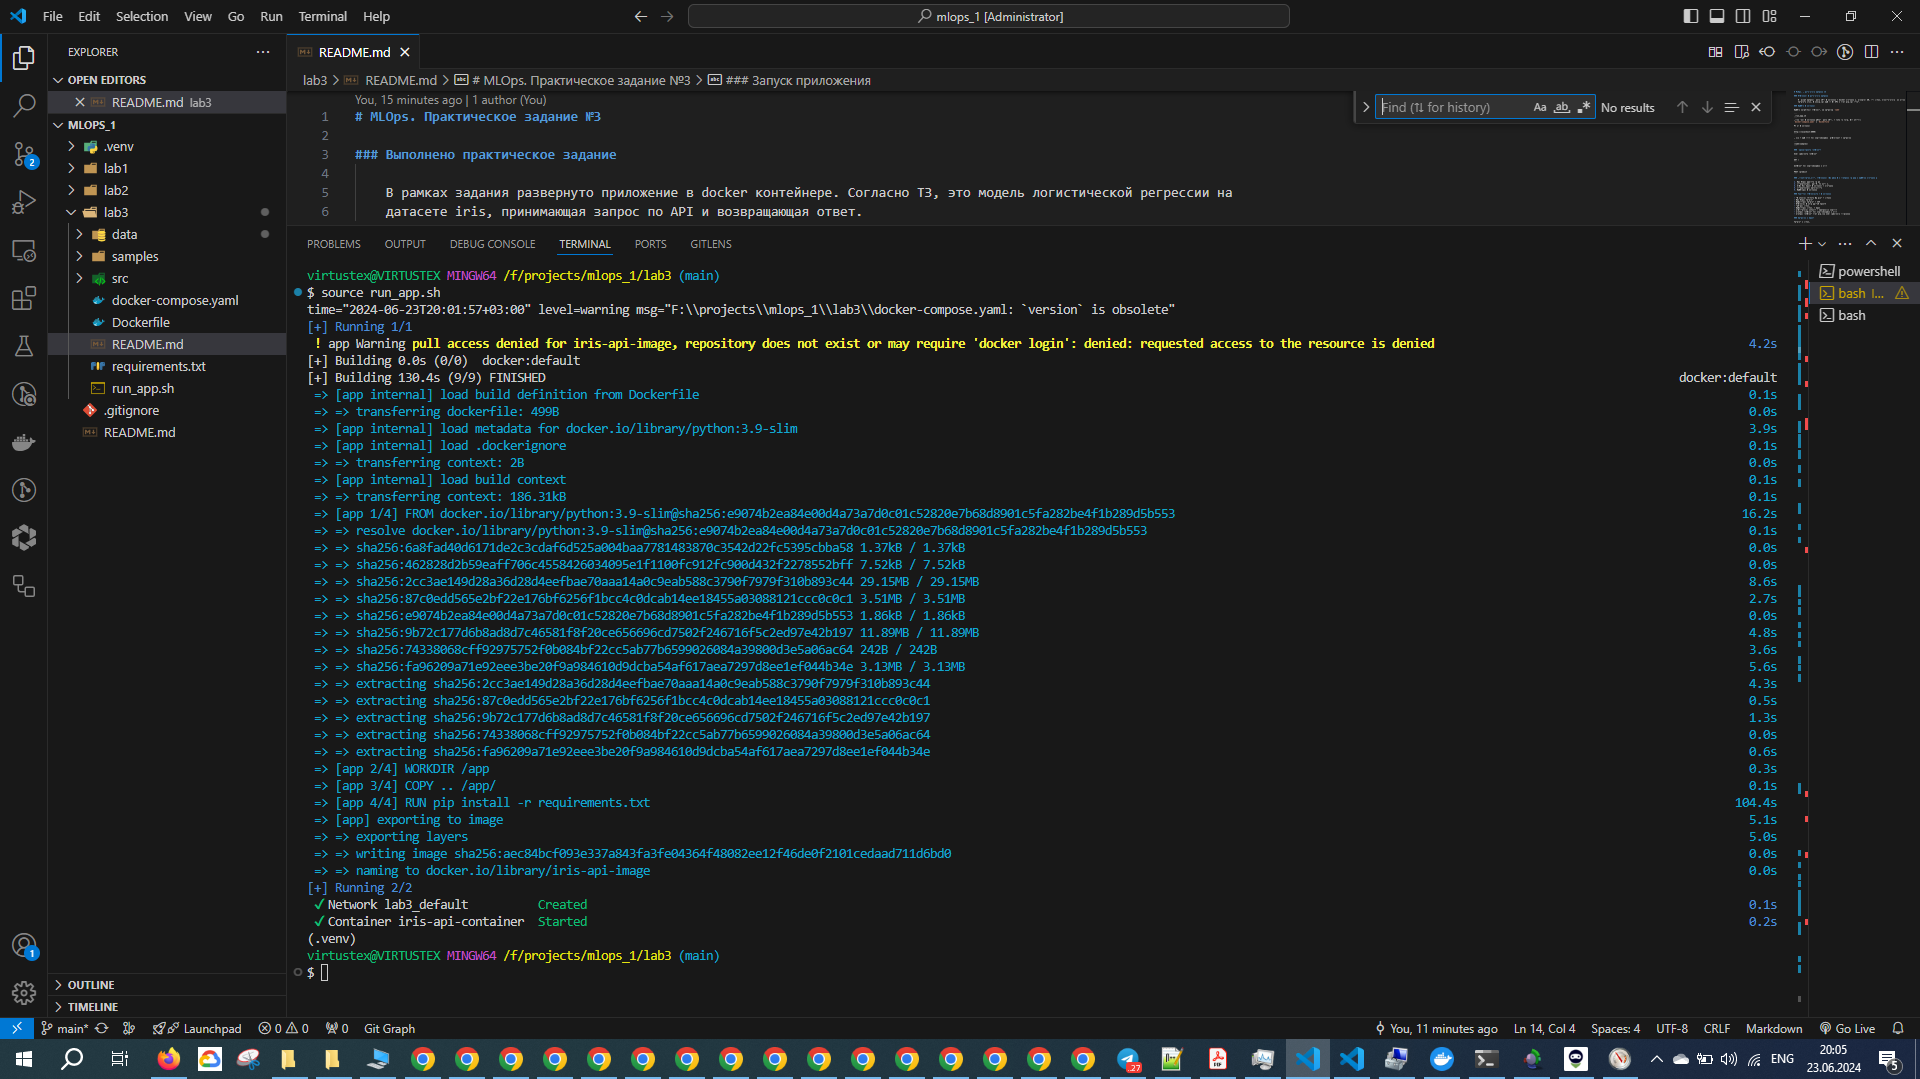 File Edit Selection View Go Run Terminal Help
mlops_1 [Administrator]
EXPLORER
OPEN EDITORS
README.md lab3
MLOPS_1
.venv
lab1
lab2
lab3
data
samples
src
docker-compose.yaml
Dockerfile
README.md
requirements.txt
run_app.sh
.gitignore
README.md
OUTLINE
TIMELINE
README.md
lab3 > README.md > # MLOps. Практическое задание №3 > ### Запуск приложения
You, 15 minutes ago | 1 author (You)
1 # MLOps. Практическое задание №3
2
3 ### Выполнено практическое задание
4
5 В рамках задания развернуто приложение в docker контейнере. Согласно ТЗ, это модель логистической регрессии на
6 датасете iris, принимающая запрос по API и возвращающая ответ.
Find (⇅ for history) Aa ab .* No results
PROBLEMS OUTPUT DEBUG CONSOLE TERMINAL PORTS GITLENS
powershell
bash l...
bash
virtustex@VIRTUSTEX MINGW64 /f/projects/mlops_1/lab3 (main)
$ source run_app.sh
time="2024-06-23T20:01:57+03:00" level=warning msg="F:\\projects\\mlops_1\\lab3\\docker-compose.yaml: `version` is obsolete"
[+] Running 1/1
! app Warning pull access denied for iris-api-image, repository does not exist or may require 'docker login': denied: requested access to the resource is denied 4.2s
[+] Building 0.0s (0/0) docker:default
[+] Building 130.4s (9/9) FINISHED docker:default
=> [app internal] load build definition from Dockerfile 0.1s
=> => transferring dockerfile: 499B 0.0s
=> [app internal] load metadata for docker.io/library/python:3.9-slim 3.9s
=> [app internal] load .dockerignore 0.1s
=> => transferring context: 2B 0.0s
=> [app internal] load build context 0.1s
=> => transferring context: 186.31kB 0.1s
=> [app 1/4] FROM docker.io/library/python:3.9-slim@sha256:e9074b2ea84e00d4a73a7d0c01c52820e7b68d8901c5fa282be4f1b289d5b553 16.2s
=> => resolve docker.io/library/python:3.9-slim@sha256:e9074b2ea84e00d4a73a7d0c01c52820e7b68d8901c5fa282be4f1b289d5b553 0.1s
=> => sha256:6a8fad40d6171de2c3cdaf6d525a004baa7781483870c3542d22fc5395cbba58 1.37kB / 1.37kB 0.0s
=> => sha256:462828d2b59eaff706c4558426034095e1f1100fc912fc900d432f2278552bff 7.52kB / 7.52kB 0.0s
=> => sha256:2cc3ae149d28a36d28d4eefbae70aaa14a0c9eab588c3790f7979f310b893c44 29.15MB / 29.15MB 8.6s
=> => sha256:87c0edd565e2bf22e176bf6256f1bcc4c0dcab14ee18455a03088121ccc0c0c1 3.51MB / 3.51MB 2.7s
=> => sha256:e9074b2ea84e00d4a73a7d0c01c52820e7b68d8901c5fa282be4f1b289d5b553 1.86kB / 1.86kB 0.0s
=> => sha256:9b72c177d6b8ad8d7c46581f8f20ce656696cd7502f246716f5c2ed97e42b197 11.89MB / 11.89MB 4.8s
=> => sha256:74338068cff92975752f0b084bf22cc5ab77b6599026084a39800d3e5a06ac64 242B / 242B 3.6s
=> => sha256:fa96209a71e92eee3be20f9a984610d9dcba54af617aea7297d8ee1ef044b34e 3.13MB / 3.13MB 5.6s
=> => extracting sha256:2cc3ae149d28a36d28d4eefbae70aaa14a0c9eab588c3790f7979f310b893c44 4.3s
=> => extracting sha256:87c0edd565e2bf22e176bf6256f1bcc4c0dcab14ee18455a03088121ccc0c0c1 0.5s
=> => extracting sha256:9b72c177d6b8ad8d7c46581f8f20ce656696cd7502f246716f5c2ed97e42b197 1.3s
=> => extracting sha256:74338068cff92975752f0b084bf22cc5ab77b6599026084a39800d3e5a06ac64 0.0s
=> => extracting sha256:fa96209a71e92eee3be20f9a984610d9dcba54af617aea7297d8ee1ef044b34e 0.6s
=> [app 2/4] WORKDIR /app 0.3s
=> [app 3/4] COPY .. /app/ 0.1s
=> [app 4/4] RUN pip install -r requirements.txt 104.4s
=> [app] exporting to image 5.1s
=> => exporting layers 5.0s
=> => writing image sha256:aec84bcf093e337a843fa3fe04364f48082ee12f46de0f2101cedaad711d6bd0 0.0s
=> => naming to docker.io/library/iris-api-image 0.0s
[+] Running 2/2
✓ Network lab3_default Created 0.1s
✓ Container iris-api-container Started 0.2s
(.venv)
virtustex@VIRTUSTEX MINGW64 /f/projects/mlops_1/lab3 (main)
$
main* Launchpad 0 0 0 Git Graph You, 11 minutes ago Ln 14, Col 4 Spaces: 4 UTF-8 CRLF Markdown Go Live
ENG 20:05
23.06.2024